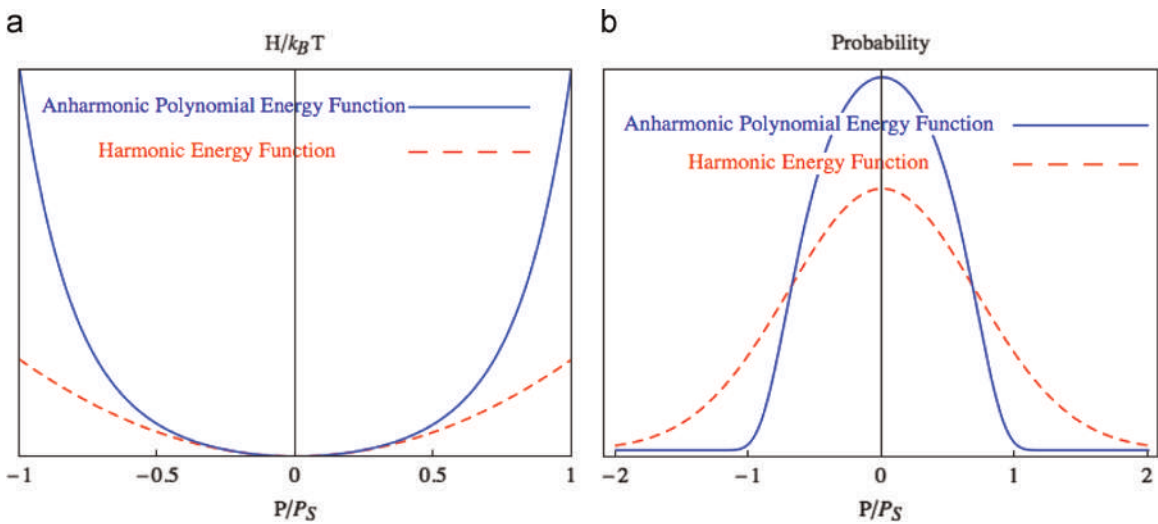 a
H/k_BT
Anharmonic Polynomial Energy Function
Harmonic Energy Function
−1 −0.5 0 0.5 1
P/P_S
b
Probability
Anharmonic Polynomial Energy Function
Harmonic Energy Function
−2 −1 0 1 2
P/P_S